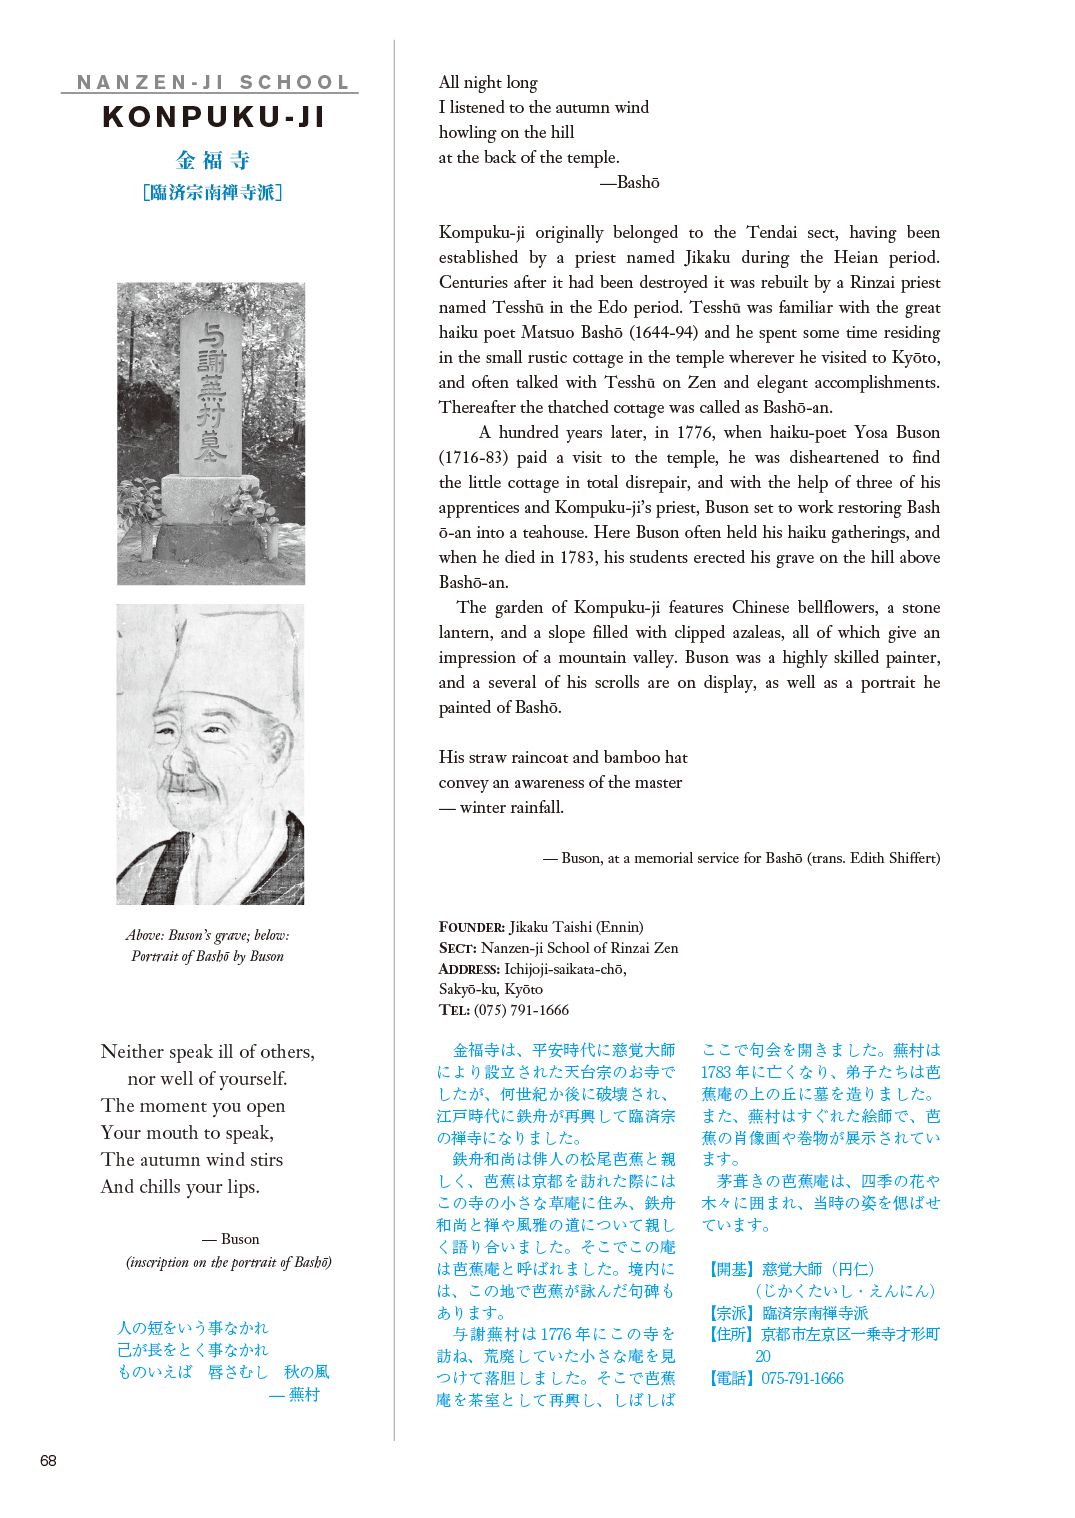 NANZEN-JI SCHOOL
KONPUKU-JI
金福寺
［臨済宗南禅寺派］
与謝蕪村墓
Above: Buson's grave; below:
Portrait of Bashō by Buson
Neither speak ill of others,
nor well of yourself.
The moment you open
Your mouth to speak,
The autumn wind stirs
And chills your lips.
— Buson
(inscription on the portrait of Bashō)
人の短をいう事なかれ
己が長をとく事なかれ
ものいえば　唇さむし　秋の風
— 蕪村
All night long
I listened to the autumn wind
howling on the hill
at the back of the temple.
—Bashō
Kompuku-ji originally belonged to the Tendai sect, having been
established by a priest named Jikaku during the Heian period.
Centuries after it had been destroyed it was rebuilt by a Rinzai priest
named Tesshū in the Edo period. Tesshū was familiar with the great
haiku poet Matsuo Bashō (1644-94) and he spent some time residing
in the small rustic cottage in the temple wherever he visited to Kyōto,
and often talked with Tesshū on Zen and elegant accomplishments.
Thereafter the thatched cottage was called as Bashō-an.
A hundred years later, in 1776, when haiku-poet Yosa Buson
(1716-83) paid a visit to the temple, he was disheartened to find
the little cottage in total disrepair, and with the help of three of his
apprentices and Kompuku-ji's priest, Buson set to work restoring Bash
ō-an into a teahouse. Here Buson often held his haiku gatherings, and
when he died in 1783, his students erected his grave on the hill above
Bashō-an.
The garden of Kompuku-ji features Chinese bellflowers, a stone
lantern, and a slope filled with clipped azaleas, all of which give an
impression of a mountain valley. Buson was a highly skilled painter,
and a several of his scrolls are on display, as well as a portrait he
painted of Bashō.
His straw raincoat and bamboo hat
convey an awareness of the master
— winter rainfall.
— Buson, at a memorial service for Bashō (trans. Edith Shiffert)
FOUNDER: Jikaku Taishi (Ennin)
SECT: Nanzen-ji School of Rinzai Zen
ADDRESS: Ichijoji-saikata-chō,
Sakyō-ku, Kyōto
TEL: (075) 791-1666
金福寺は、平安時代に慈覚大師
により設立された天台宗のお寺で
したが、何世紀か後に破壊され、
江戸時代に鉄舟が再興して臨済宗
の禅寺になりました。
鉄舟和尚は俳人の松尾芭蕉と親
しく、芭蕉は京都を訪れた際には
この寺の小さな草庵に住み、鉄舟
和尚と禅や風雅の道について親し
く語り合いました。そこでこの庵
は芭蕉庵と呼ばれました。境内に
は、この地で芭蕉が詠んだ句碑も
あります。
与謝蕪村は 1776 年にこの寺を
訪ね、荒廃していた小さな庵を見
つけて落胆しました。そこで芭蕉
庵を茶室として再興し、しばしば
ここで句会を開きました。蕪村は
1783 年に亡くなり、弟子たちは芭
蕉庵の上の丘に墓を造りました。
また、蕪村はすぐれた絵師で、芭
蕉の肖像画や巻物が展示されてい
ます。
茅葺きの芭蕉庵は、四季の花や
木々に囲まれ、当時の姿を偲ばせ
ています。
【開基】慈覚大師（円仁）
（じかくたいし・えんにん）
【宗派】臨済宗南禅寺派
【住所】京都市左京区一乗寺才形町
20
【電話】075-791-1666
68